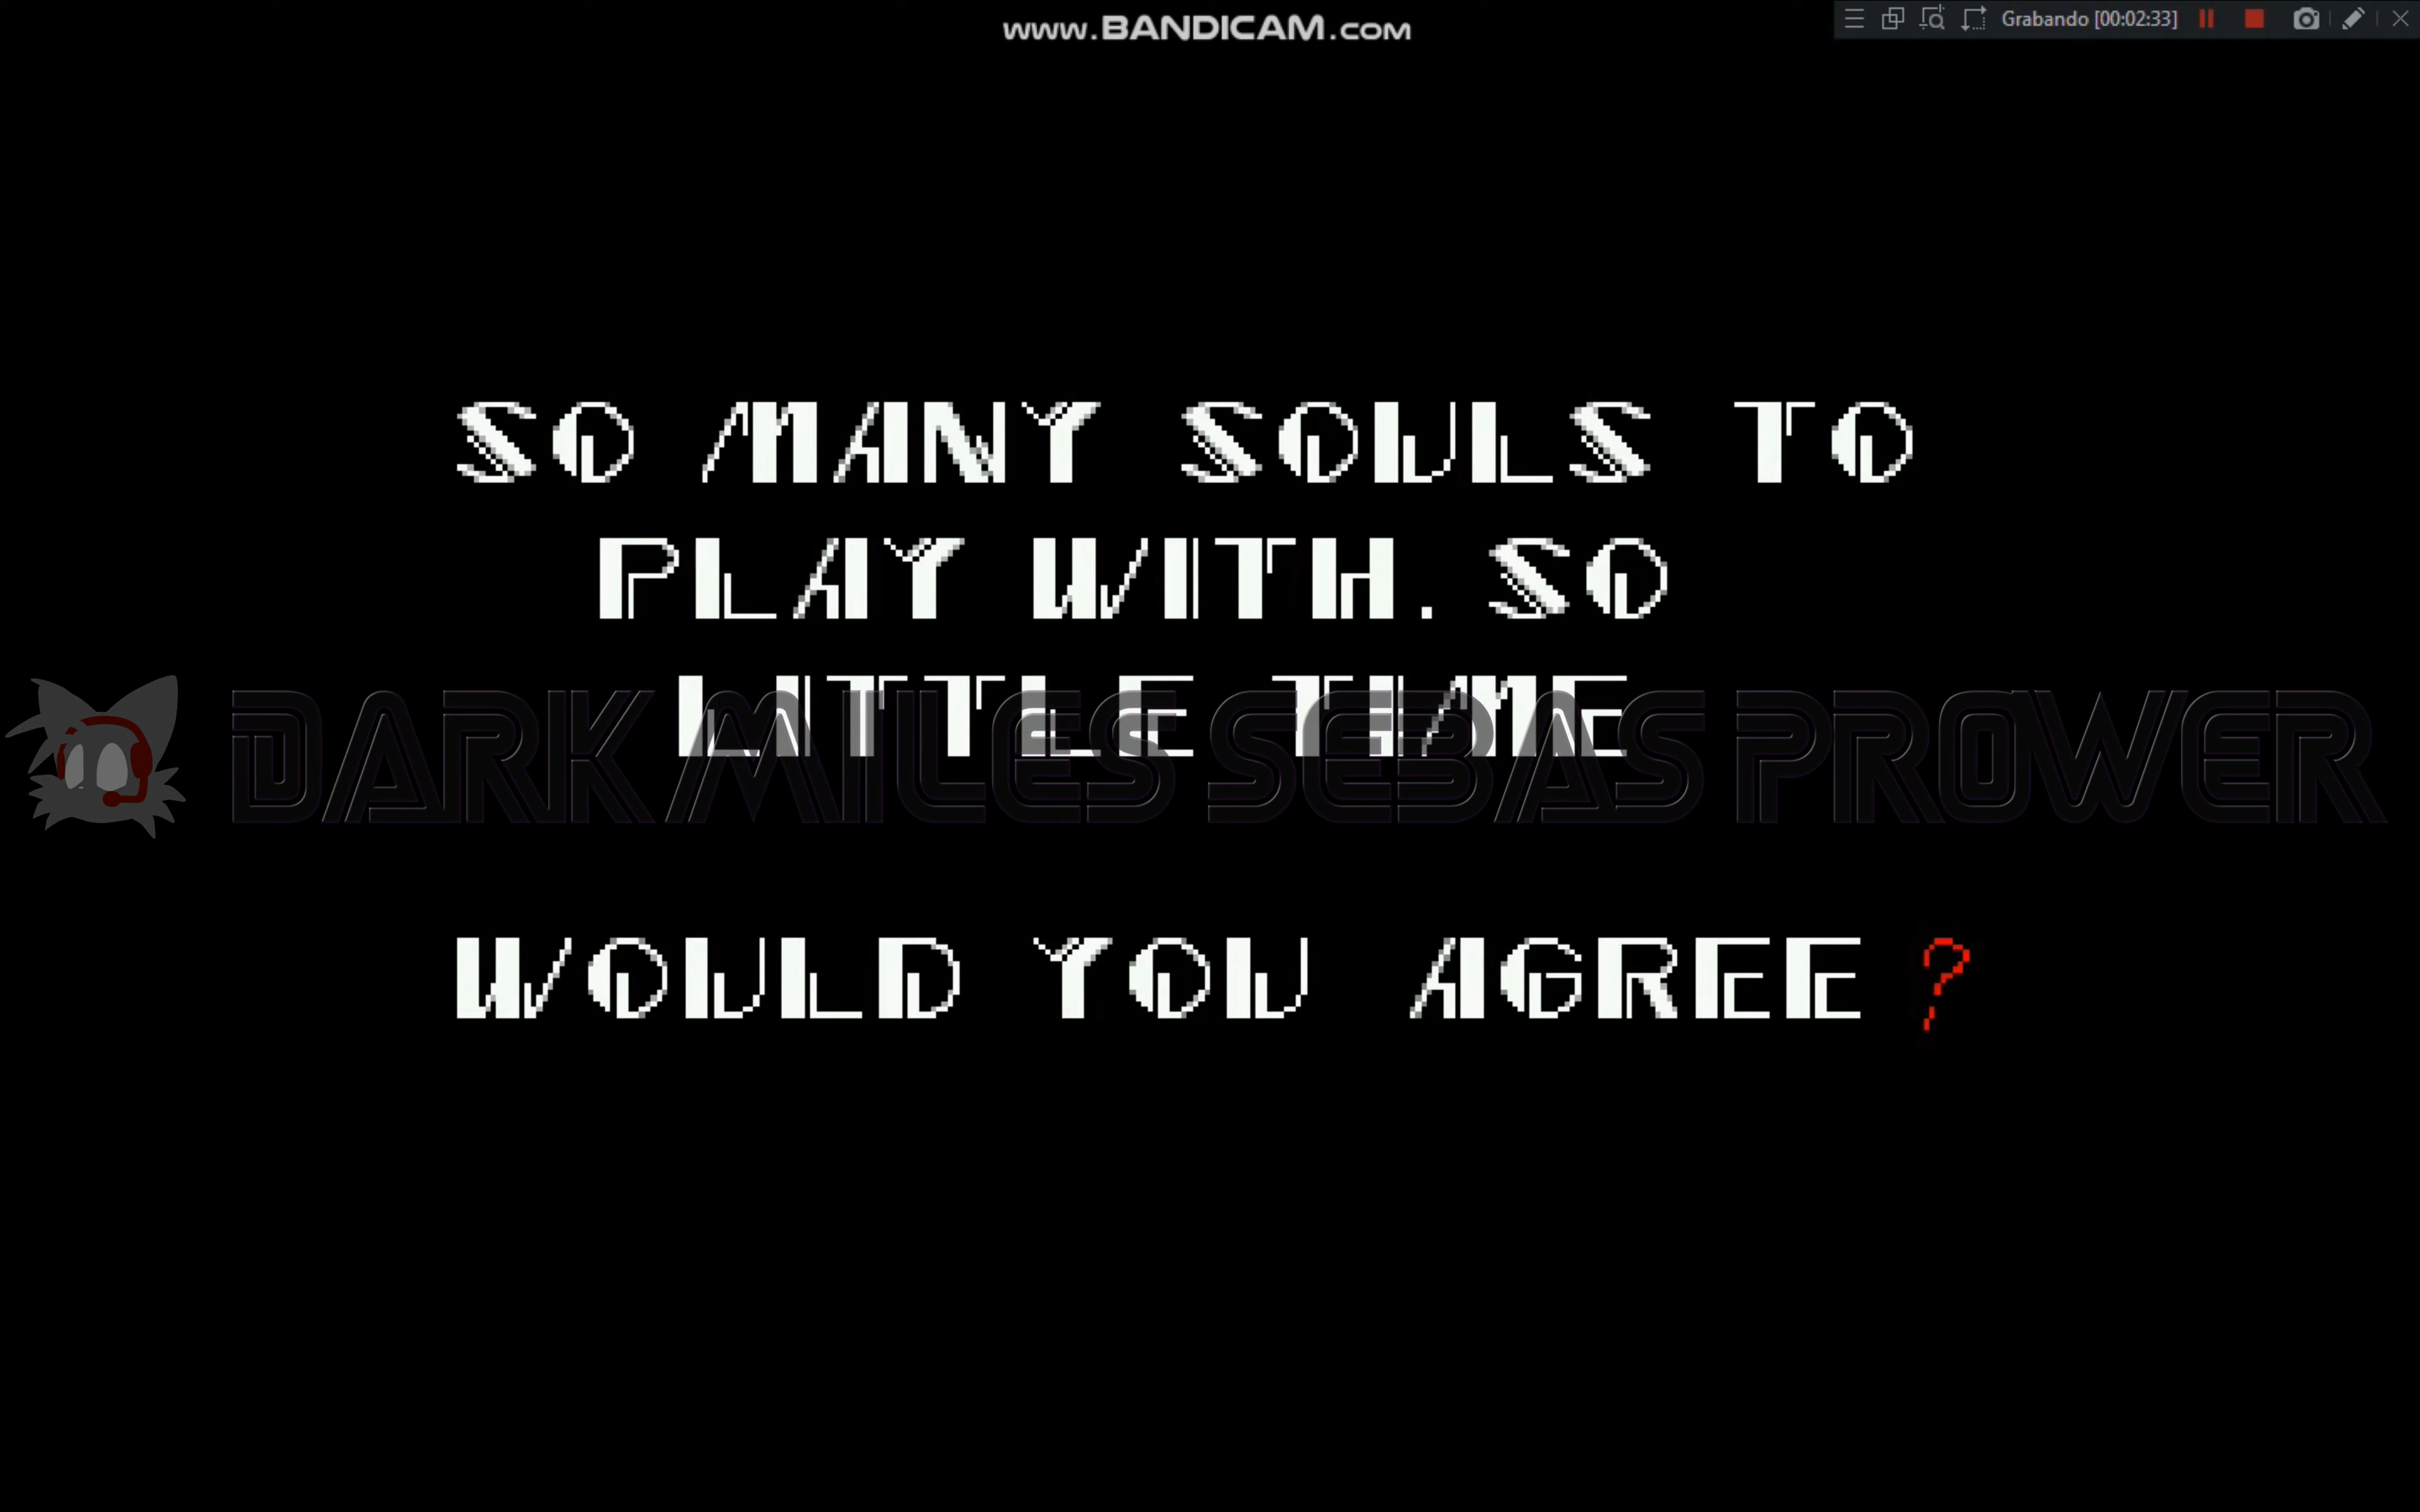 www.BANDICAM.com
Grabando [00:02:33]
SO MANY SOULS TO
PLAY WITH. SO
LITTLE TIME
DARK MILES SEBAS PROWER
WOULD YOU AGREE ?